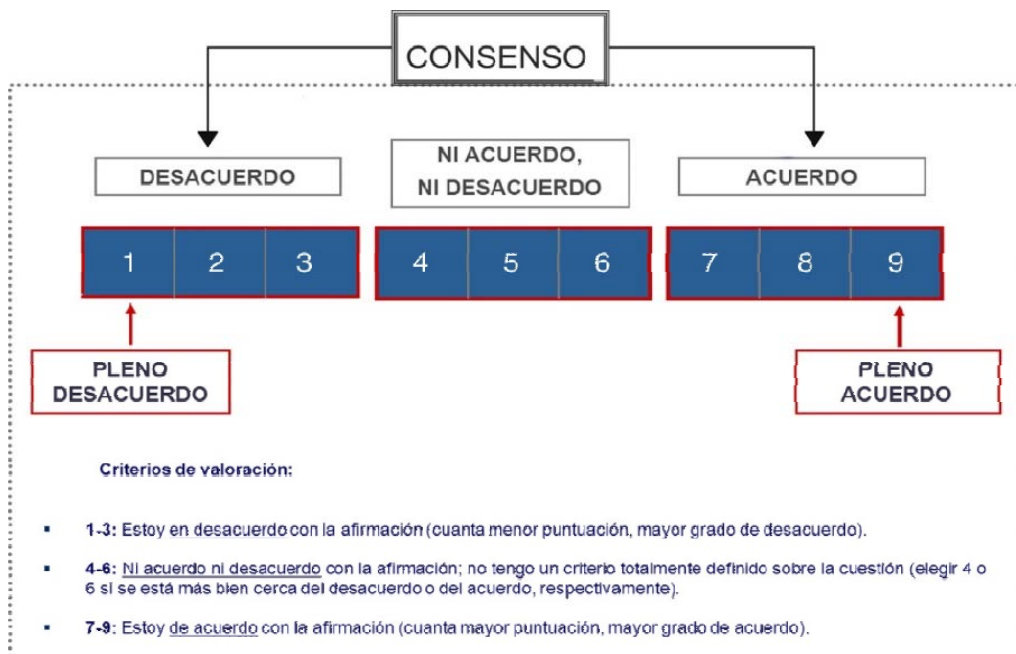 CONSENSO
DESACUERDO
NI ACUERDO,
NI DESACUERDO
ACUERDO
1 2 3 4 5 6 7 8 9
PLENO
DESACUERDO
PLENO
ACUERDO
Criterios de valoración:
▪ 1-3: Estoy en desacuerdo con la afirmación (cuanta menor puntuación, mayor grado de desacuerdo).
▪ 4-6: Ni acuerdo ni desacuerdo con la afirmación; no tengo un criterio totalmente definido sobre la cuestión (elegir 4 o
6 si se está más bien cerca del desacuerdo o del acuerdo, respectivamente).
▪ 7-9: Estoy de acuerdo con la afirmación (cuanta mayor puntuación, mayor grado de acuerdo).